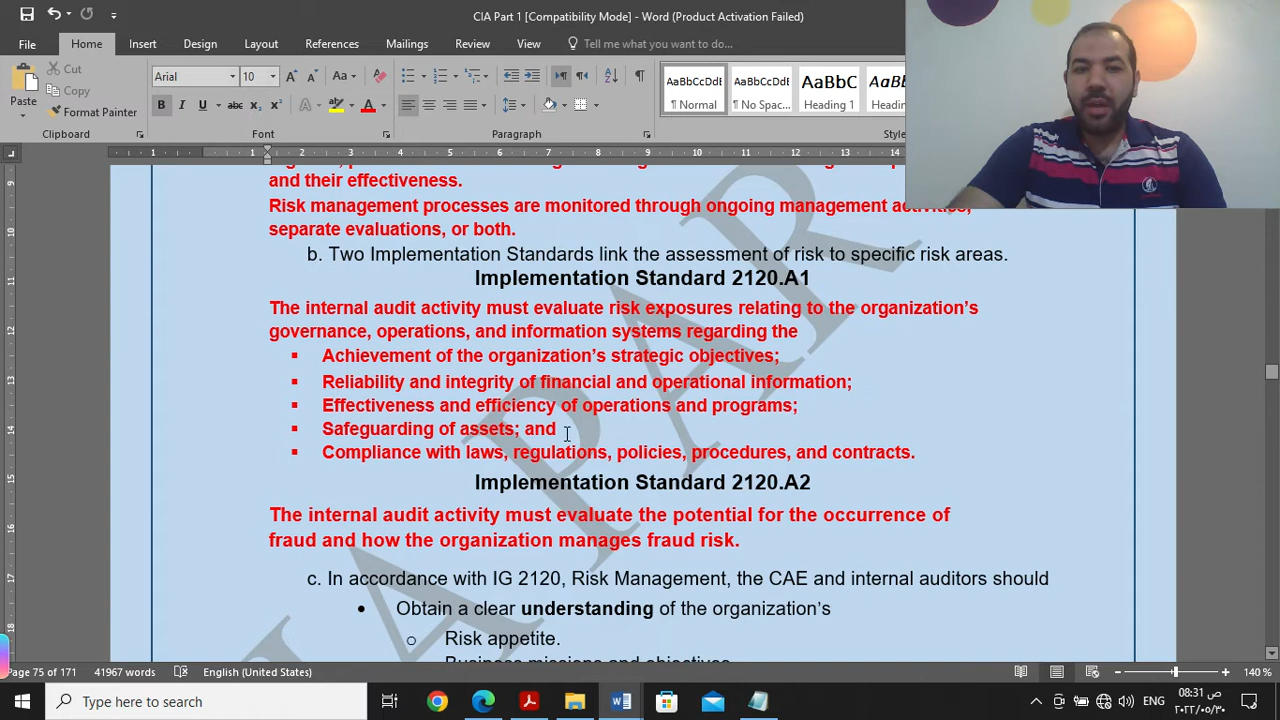 CIA Part 1 [Compatibility Mode] - Word (Product Activation Failed)
File Home Insert Design Layout References Mailings Review View Tell me what you want to do...
Paste
Cut
Copy
Format Painter
Clipboard
Arial 10
Font
Paragraph
AaBbCcDdE AaBbCcDdE AaBbC
¶ Normal ¶ No Spac... Heading 1
and their effectiveness.
Risk management processes are monitored through ongoing management activities,
separate evaluations, or both.
b. Two Implementation Standards link the assessment of risk to specific risk areas.
Implementation Standard 2120.A1
The internal audit activity must evaluate risk exposures relating to the organization’s
governance, operations, and information systems regarding the
▪ Achievement of the organization’s strategic objectives;
▪ Reliability and integrity of financial and operational information;
▪ Effectiveness and efficiency of operations and programs;
▪ Safeguarding of assets; and
▪ Compliance with laws, regulations, policies, procedures, and contracts.
Implementation Standard 2120.A2
The internal audit activity must evaluate the potential for the occurrence of
fraud and how the organization manages fraud risk.
c. In accordance with IG 2120, Risk Management, the CAE and internal auditors should
• Obtain a clear understanding of the organization’s
o Risk appetite.
Business missions and objectives
Page 75 of 171 41967 words English (United States) 140 %
Type here to search
ENG
08:31 ص
٢٠٢٢/٠٥/٣٠